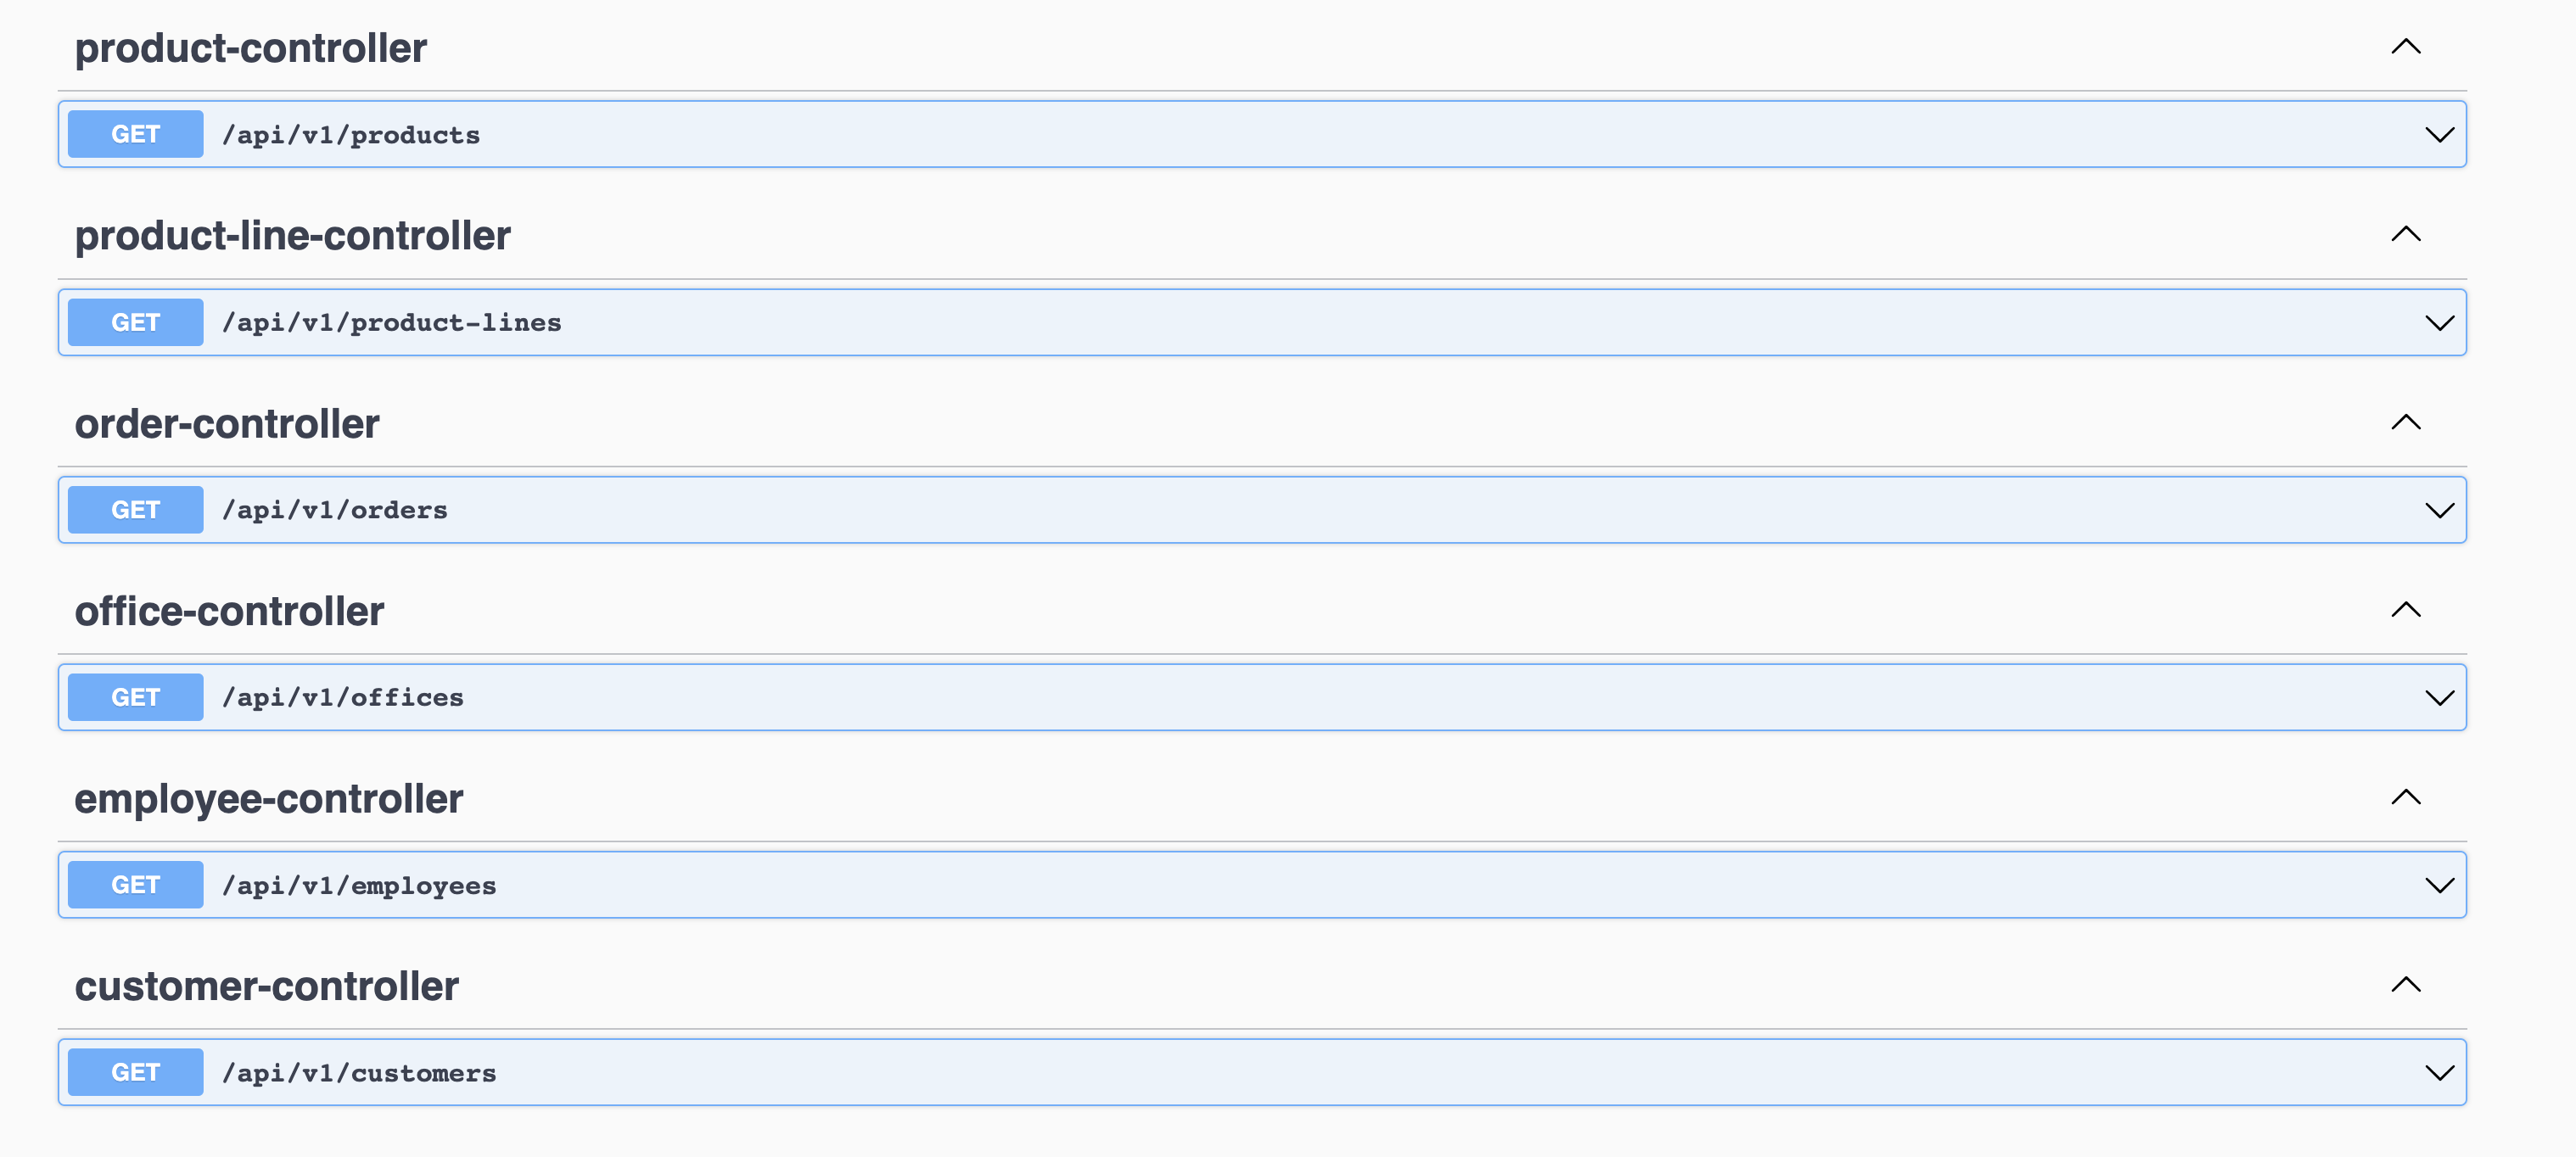 product-controller
GET /api/v1/products
product-line-controller
GET /api/v1/product-lines
order-controller
GET /api/v1/orders
office-controller
GET /api/v1/offices
employee-controller
GET /api/v1/employees
customer-controller
GET /api/v1/customers